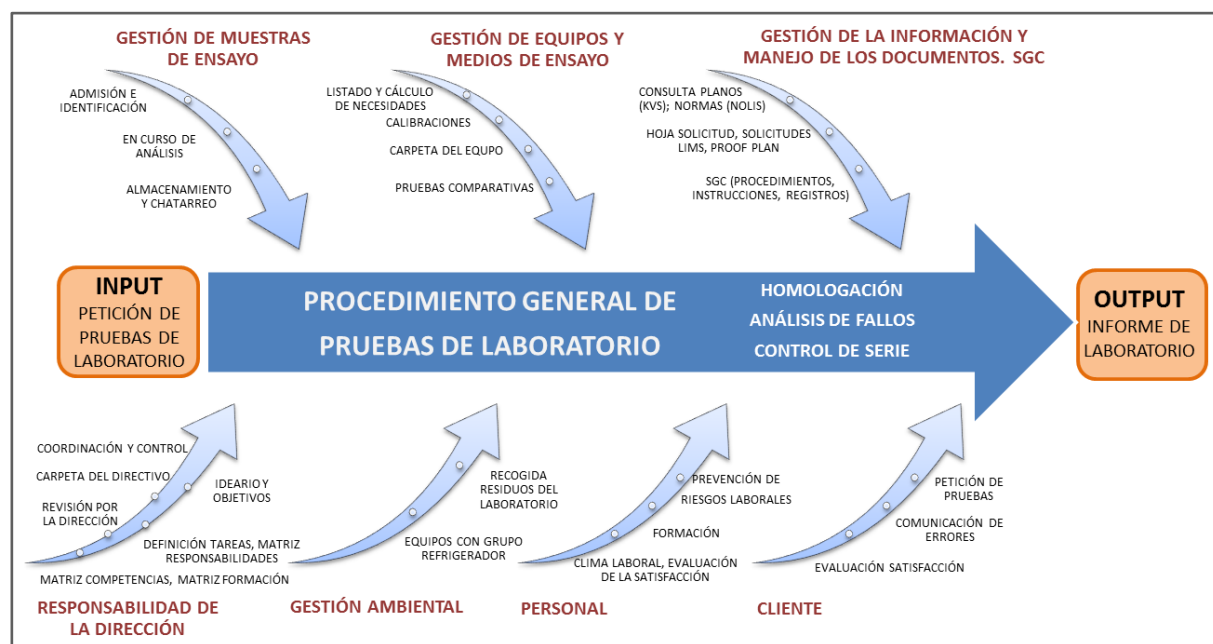 GESTIÓN DE MUESTRAS
DE ENSAYO
ADMISIÓN E
IDENTIFICACIÓN
EN CURSO DE
ANÁLISIS
ALMACENAMIENTO
Y CHATARREO
GESTIÓN DE EQUIPOS Y
MEDIOS DE ENSAYO
LISTADO Y CÁLCULO
DE NECESIDADES
CALIBRACIONES
CARPETA DEL EQUPO
PRUEBAS COMPARATIVAS
GESTIÓN DE LA INFORMACIÓN Y
MANEJO DE LOS DOCUMENTOS. SGC
CONSULTA PLANOS
(KVS); NORMAS (NOLIS)
HOJA SOLICITUD, SOLICITUDES
LIMS, PROOF PLAN
SGC (PROCEDIMIENTOS,
INSTRUCCIONES, REGISTROS)
INPUT
PETICIÓN DE
PRUEBAS DE
LABORATORIO
PROCEDIMIENTO GENERAL DE
PRUEBAS DE LABORATORIO
HOMOLOGACIÓN
ANÁLISIS DE FALLOS
CONTROL DE SERIE
OUTPUT
INFORME DE
LABORATORIO
COORDINACIÓN Y CONTROL
CARPETA DEL DIRECTIVO
REVISIÓN POR
LA DIRECCIÓN
IDEARIO Y
OBJETIVOS
DEFINICIÓN TAREAS, MATRIZ
RESPONSABILIDADES
MATRIZ COMPETENCIAS, MATRIZ FORMACIÓN
RESPONSABILIDAD DE
LA DIRECCIÓN
RECOGIDA
RESIDUOS DEL
LABORATORIO
EQUIPOS CON GRUPO
REFRIGERADOR
GESTIÓN AMBIENTAL
PREVENCIÓN DE
RIESGOS LABORALES
FORMACIÓN
CLIMA LABORAL, EVALUACIÓN
DE LA SATISFACCIÓN
PERSONAL
PETICIÓN DE
PRUEBAS
COMUNICACIÓN DE
ERRORES
EVALUACIÓN SATISFACCIÓN
CLIENTE